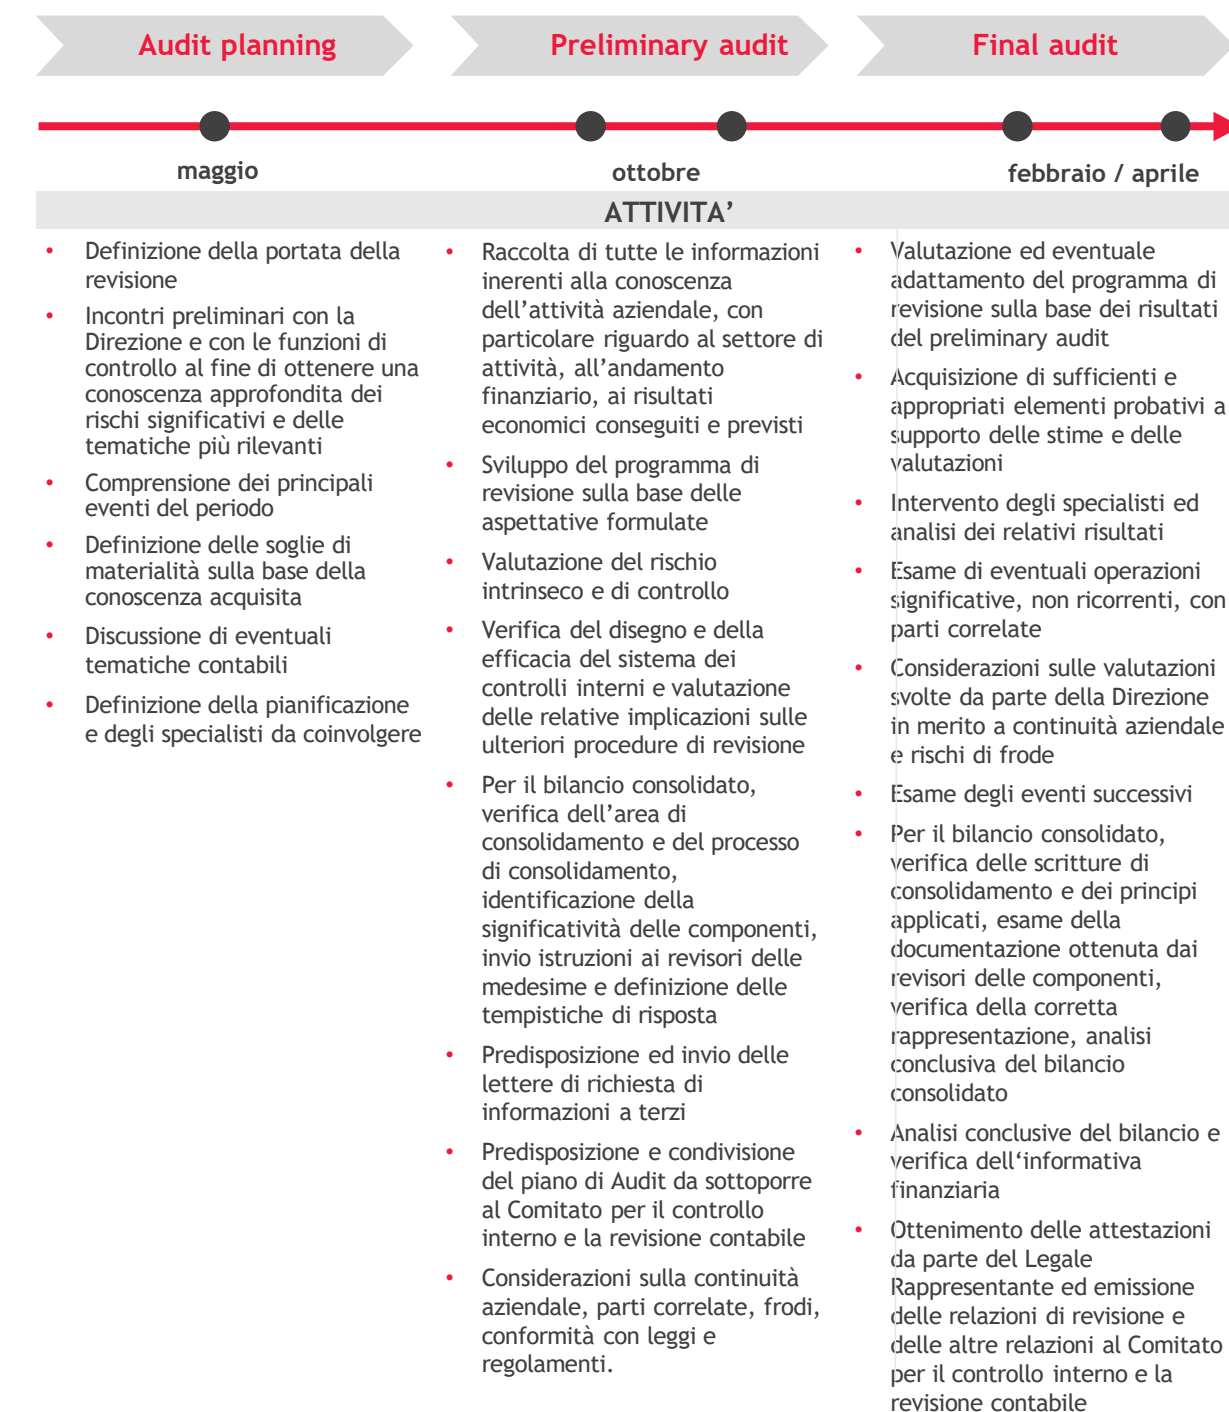 Audit planning
Preliminary audit
Final audit
maggio
ottobre
febbraio / aprile
ATTIVITA’
• Definizione della portata della
revisione
• Incontri preliminari con la
Direzione e con le funzioni di
controllo al fine di ottenere una
conoscenza approfondita dei
rischi significativi e delle
tematiche più rilevanti
• Comprensione dei principali
eventi del periodo
• Definizione delle soglie di
materialità sulla base della
conoscenza acquisita
• Discussione di eventuali
tematiche contabili
• Definizione della pianificazione
e degli specialisti da coinvolgere
• Raccolta di tutte le informazioni
inerenti alla conoscenza
dell’attività aziendale, con
particolare riguardo al settore di
attività, all’andamento
finanziario, ai risultati
economici conseguiti e previsti
• Sviluppo del programma di
revisione sulla base delle
aspettative formulate
• Valutazione del rischio
intrinseco e di controllo
• Verifica del disegno e della
efficacia del sistema dei
controlli interni e valutazione
delle relative implicazioni sulle
ulteriori procedure di revisione
• Per il bilancio consolidato,
verifica dell’area di
consolidamento e del processo
di consolidamento,
identificazione della
significatività delle componenti,
invio istruzioni ai revisori delle
medesime e definizione delle
tempistiche di risposta
• Predisposizione ed invio delle
lettere di richiesta di
informazioni a terzi
• Predisposizione e condivisione
del piano di Audit da sottoporre
al Comitato per il controllo
interno e la revisione contabile
• Considerazioni sulla continuità
aziendale, parti correlate, frodi,
conformità con leggi e
regolamenti.
• Valutazione ed eventuale
adattamento del programma di
revisione sulla base dei risultati
del preliminary audit
• Acquisizione di sufficienti e
appropriati elementi probativi a
supporto delle stime e delle
valutazioni
• Intervento degli specialisti ed
analisi dei relativi risultati
• Esame di eventuali operazioni
significative, non ricorrenti, con
parti correlate
• Considerazioni sulle valutazioni
svolte da parte della Direzione
in merito a continuità aziendale
e rischi di frode
• Esame degli eventi successivi
• Per il bilancio consolidato,
verifica delle scritture di
consolidamento e dei principi
applicati, esame della
documentazione ottenuta dai
revisori delle componenti,
verifica della corretta
rappresentazione, analisi
conclusiva del bilancio
consolidato
• Analisi conclusive del bilancio e
verifica dell‘informativa
finanziaria
• Ottenimento delle attestazioni
da parte del Legale
Rappresentante ed emissione
delle relazioni di revisione e
delle altre relazioni al Comitato
per il controllo interno e la
revisione contabile